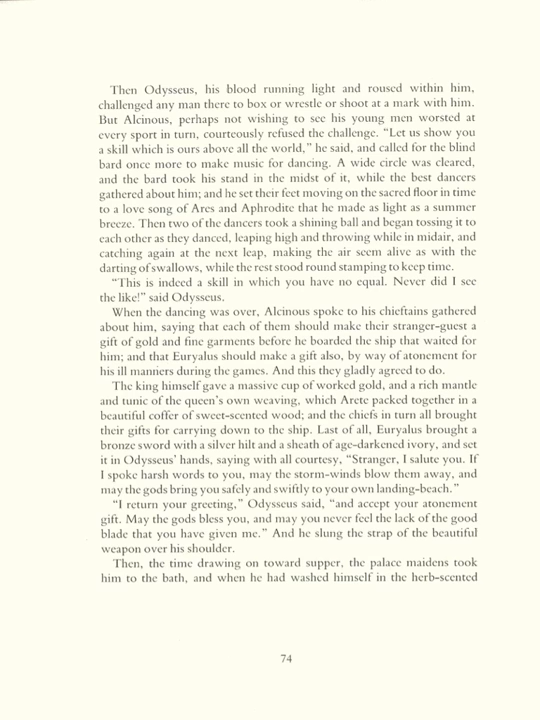 Then Odysseus, his blood running light and roused within him,
challenged any man there to box or wrestle or shoot at a mark with him.
But Alcinous, perhaps not wishing to see his young men worsted at
every sport in turn, courteously refused the challenge. “Let us show you
a skill which is ours above all the world,” he said, and called for the blind
bard once more to make music for dancing. A wide circle was cleared,
and the bard took his stand in the midst of it, while the best dancers
gathered about him; and he set their feet moving on the sacred floor in time
to a love song of Ares and Aphrodite that he made as light as a summer
breeze. Then two of the dancers took a shining ball and began tossing it to
each other as they danced, leaping high and throwing while in midair, and
catching again at the next leap, making the air seem alive as with the
darting of swallows, while the rest stood round stamping to keep time.
“This is indeed a skill in which you have no equal. Never did I see
the like!” said Odysseus.
When the dancing was over, Alcinous spoke to his chieftains gathered
about him, saying that each of them should make their stranger-guest a
gift of gold and fine garments before he boarded the ship that waited for
him; and that Euryalus should make a gift also, by way of atonement for
his ill manners during the games. And this they gladly agreed to do.
The king himself gave a massive cup of worked gold, and a rich mantle
and tunic of the queen’s own weaving, which Arete packed together in a
beautiful coffer of sweet-scented wood; and the chiefs in turn all brought
their gifts for carrying down to the ship. Last of all, Euryalus brought a
bronze sword with a silver hilt and a sheath of age-darkened ivory, and set
it in Odysseus’ hands, saying with all courtesy, “Stranger, I salute you. If
I spoke harsh words to you, may the storm-winds blow them away, and
may the gods bring you safely and swiftly to your own landing-beach.”
“I return your greeting,” Odysseus said, “and accept your atonement
gift. May the gods bless you, and may you never feel the lack of the good
blade that you have given me.” And he slung the strap of the beautiful
weapon over his shoulder.
Then, the time drawing on toward supper, the palace maidens took
him to the bath, and when he had washed himself in the herb-scented
74